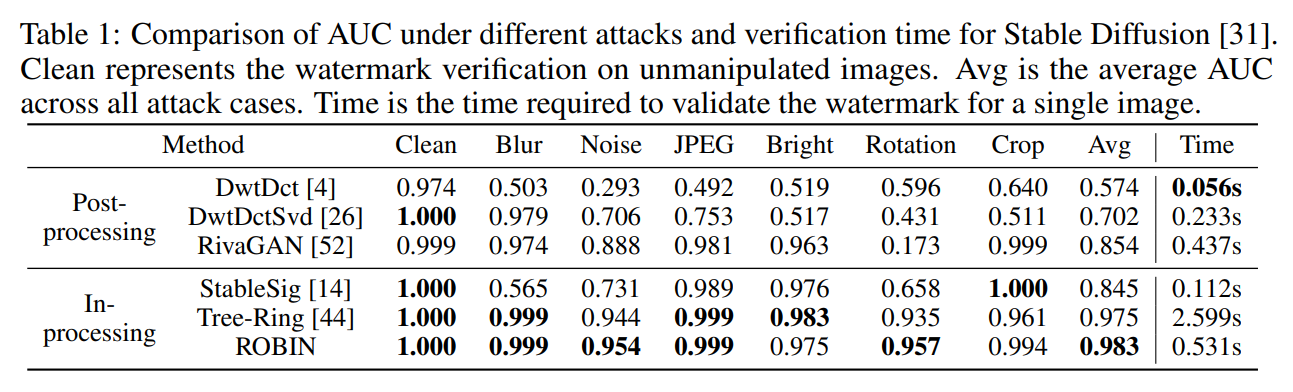 Table 1: Comparison of AUC under different attacks and verification time for Stable Diffusion [31].
Clean represents the watermark verification on unmanipulated images. Avg is the average AUC
across all attack cases. Time is the time required to validate the watermark for a single image.
Method Clean Blur Noise JPEG Bright Rotation Crop Avg Time
Post-processing
DwtDct [4] 0.974 0.503 0.293 0.492 0.519 0.596 0.640 0.574 0.056s
DwtDctSvd [26] 1.000 0.979 0.706 0.753 0.517 0.431 0.511 0.702 0.233s
RivaGAN [52] 0.999 0.974 0.888 0.981 0.963 0.173 0.999 0.854 0.437s
In-processing
StableSig [14] 1.000 0.565 0.731 0.989 0.976 0.658 1.000 0.845 0.112s
Tree-Ring [44] 1.000 0.999 0.944 0.999 0.983 0.935 0.961 0.975 2.599s
ROBIN 1.000 0.999 0.954 0.999 0.975 0.957 0.994 0.983 0.531s